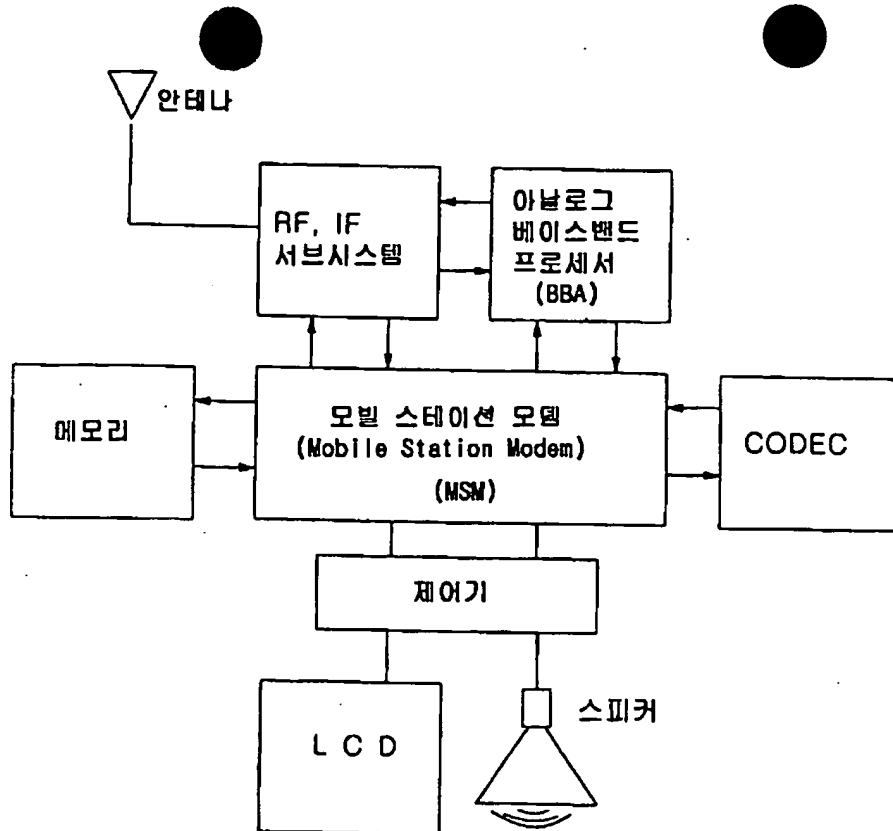 안테나
RF, IF
서브시스템
아날로그
베이스밴드
프로세서
(BBA)
메모리
모빌 스테이션 모뎀
(Mobile Station Modem)
(MSM)
CODEC
제어기
LCD
스피커